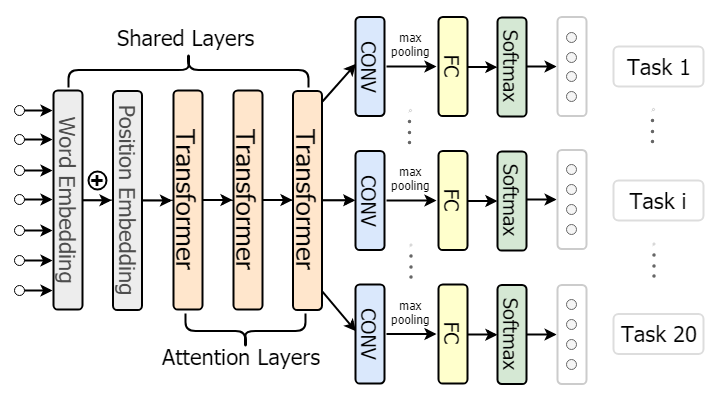 Shared Layers
Word Embedding
Position Embedding
Transformer
Transformer
Transformer
Attention Layers
CONV
max
pooling
FC
Softmax
Task 1
CONV
max
pooling
FC
Softmax
Task i
CONV
max
pooling
FC
Softmax
Task 20